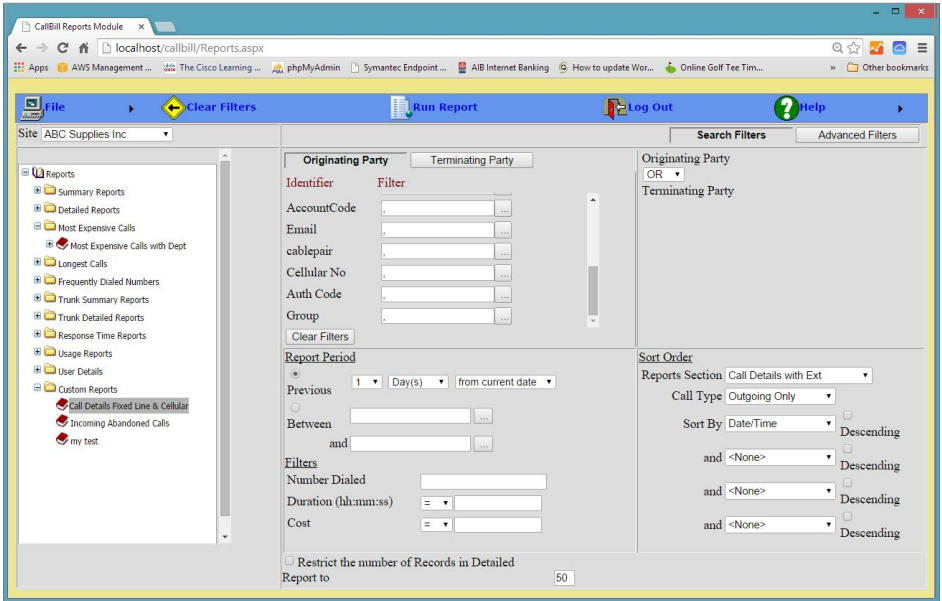 CallBill Reports Module
localhost/callbill/Reports.aspx
Apps AWS Management ... The Cisco Learning ... phpMyAdmin Symantec Endpoint ... AIB Internet Banking How to update Wor... Online Golf Tee Tim... » Other bookmarks
File Clear Filters Run Report Log Out Help
Site ABC Supplies Inc Search Filters Advanced Filters
Reports
Summary Reports
Detailed Reports
Most Expensive Calls
Most Expensive Calls with Dept
Longest Calls
Frequently Dialed Numbers
Trunk Summary Reports
Trunk Detailed Reports
Response Time Reports
Usage Reports
User Details
Custom Reports
Call Details Fixed Line & Cellular
Incoming Abandoned Calls
my test
Originating Party Terminating Party
Identifier Filter
AccountCode , ...
Email , ...
cablepair , ...
Cellular No , ...
Auth Code , ...
Group , ...
Clear Filters
Originating Party
OR
Terminating Party
Report Period
Previous 1 Day(s) from current date
Between ...
and ...
Filters
Number Dialed
Duration (hh:mm:ss) =
Cost =
Sort Order
Reports Section Call Details with Ext
Call Type Outgoing Only
Sort By Date/Time Descending
and <None> Descending
and <None> Descending
and <None> Descending
Restrict the number of Records in Detailed
Report to 50